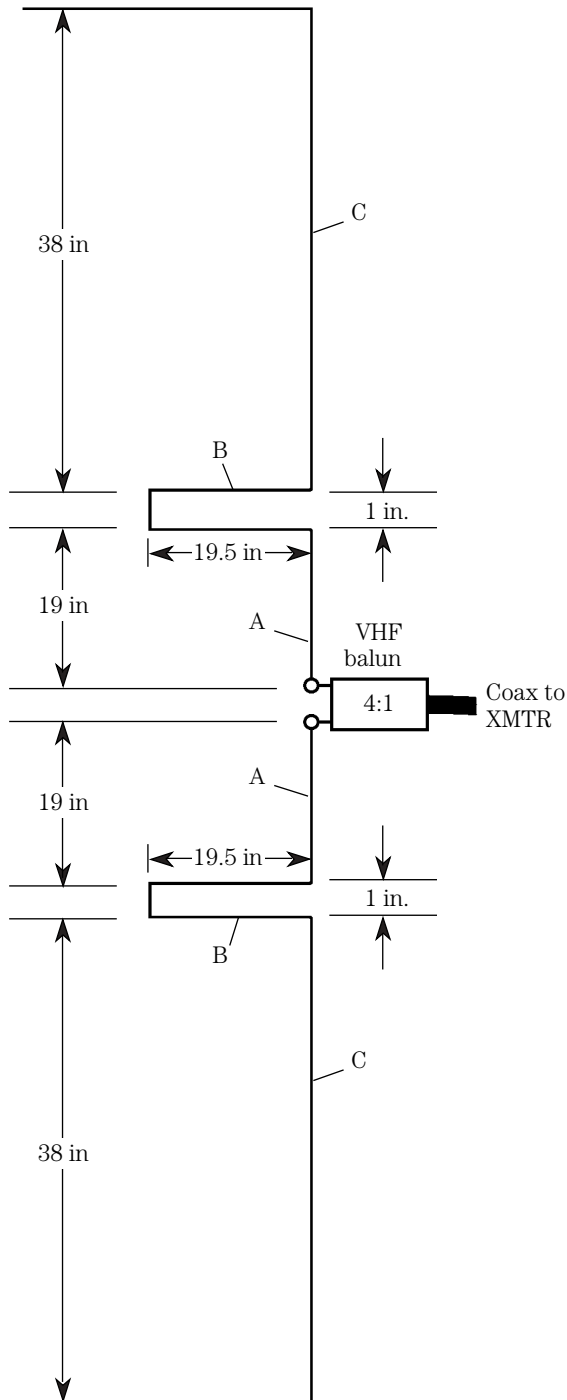 C
38 in
B
1 in.
19.5 in
19 in
A
VHF
balun
4:1
Coax to
XMTR
A
19 in
19.5 in
1 in.
B
C
38 in